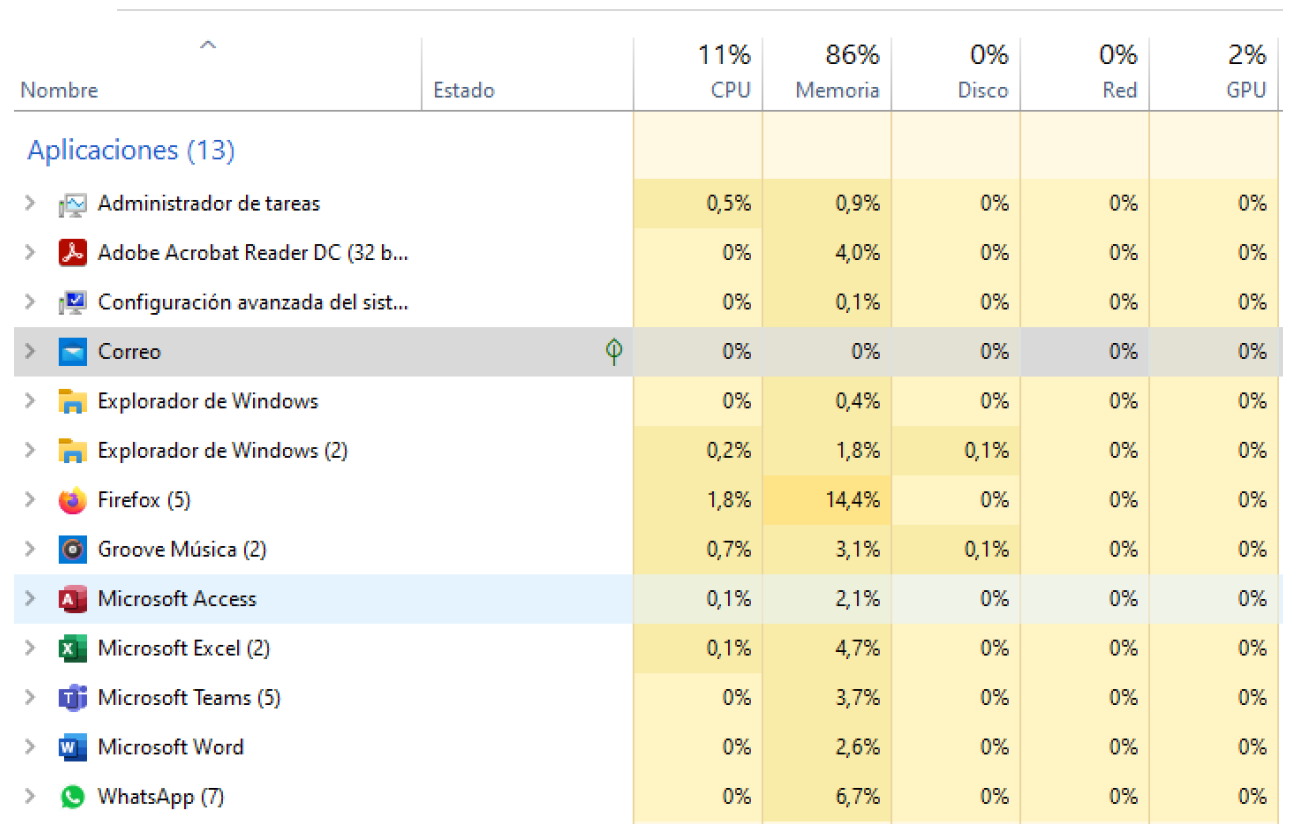 11% 86% 0% 0% 2%
Nombre Estado CPU Memoria Disco Red GPU
Aplicaciones (13)
Administrador de tareas 0,5% 0,9% 0% 0% 0%
Adobe Acrobat Reader DC (32 b... 0% 4,0% 0% 0% 0%
Configuración avanzada del sist... 0% 0,1% 0% 0% 0%
Correo 0% 0% 0% 0% 0%
Explorador de Windows 0% 0,4% 0% 0% 0%
Explorador de Windows (2) 0,2% 1,8% 0,1% 0% 0%
Firefox (5) 1,8% 14,4% 0% 0% 0%
Groove Música (2) 0,7% 3,1% 0,1% 0% 0%
Microsoft Access 0,1% 2,1% 0% 0% 0%
Microsoft Excel (2) 0,1% 4,7% 0% 0% 0%
Microsoft Teams (5) 0% 3,7% 0% 0% 0%
Microsoft Word 0% 2,6% 0% 0% 0%
WhatsApp (7) 0% 6,7% 0% 0% 0%